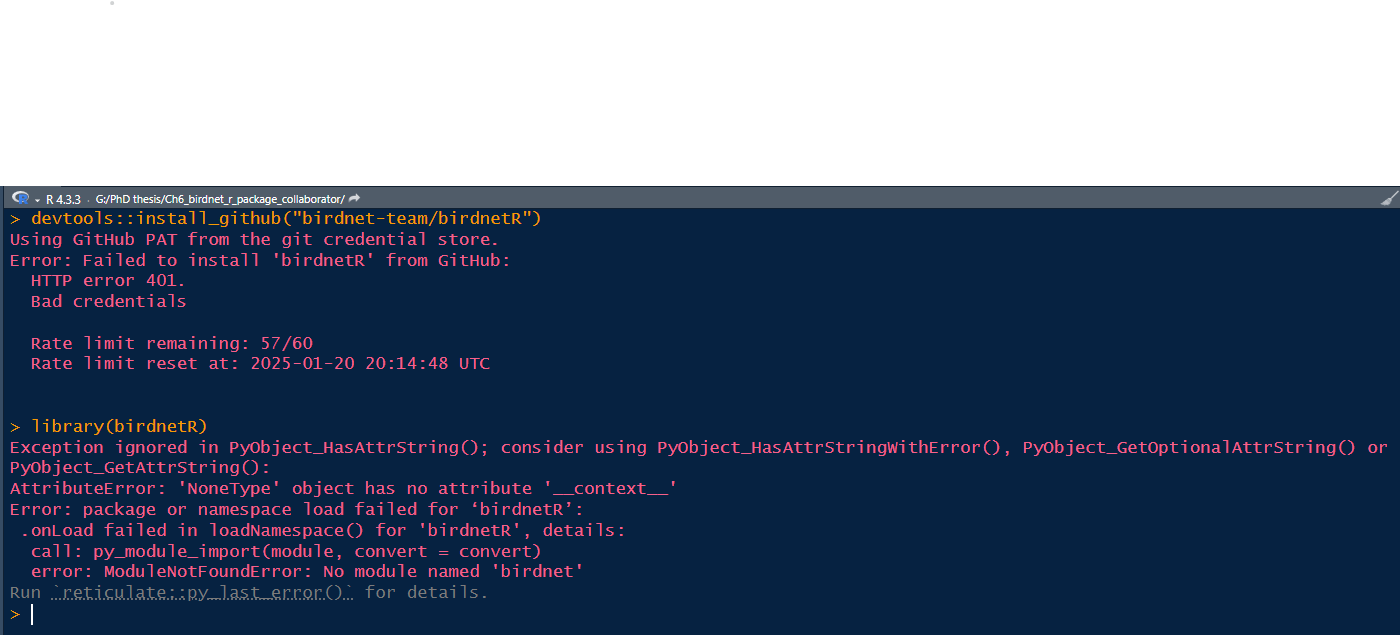 R 4.3.3 · G:/PhD thesis/Ch6_birdnet_r_package_collaborator/
> devtools::install_github("birdnet-team/birdnetR")
Using GitHub PAT from the git credential store.
Error: Failed to install 'birdnetR' from GitHub:
  HTTP error 401.
  Bad credentials
  Rate limit remaining: 57/60
  Rate limit reset at: 2025-01-20 20:14:48 UTC
> library(birdnetR)
Exception ignored in PyObject_HasAttrString(); consider using PyObject_HasAttrStringWithError(), PyObject_GetOptionalAttrString() or
PyObject_GetAttrString():
AttributeError: 'NoneType' object has no attribute '__context__'
Error: package or namespace load failed for ‘birdnetR’:
 .onLoad failed in loadNamespace() for 'birdnetR', details:
  call: py_module_import(module, convert = convert)
  error: ModuleNotFoundError: No module named 'birdnet'
Run `reticulate::py_last_error()` for details.
>